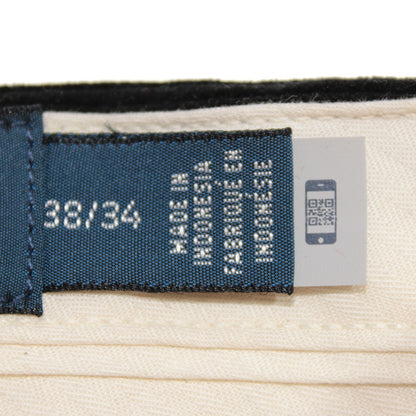 38/34
MADE IN
INDONESIA
FABRIQUÉ EN
INDONÉSIE